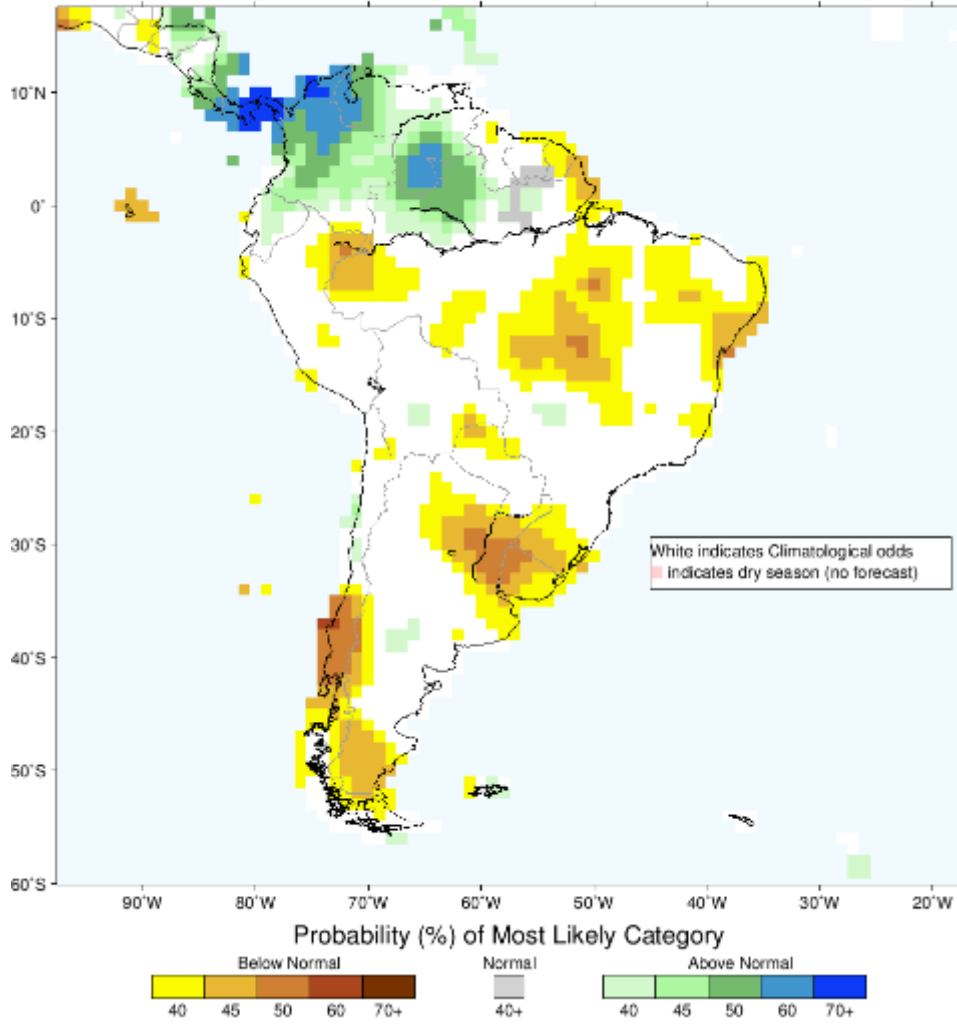 10˚N
0˚
10˚S
20˚S
30˚S
40˚S
50˚S
60˚S
White indicates Climatological odds
indicates dry season (no forecast)
90˚W 80˚W 70˚W 60˚W 50˚W 40˚W 30˚W 20˚W
Probability (%) of Most Likely Category
Below Normal Normal Above Normal
40 45 50 60 70+ 40+ 40 45 50 60 70+